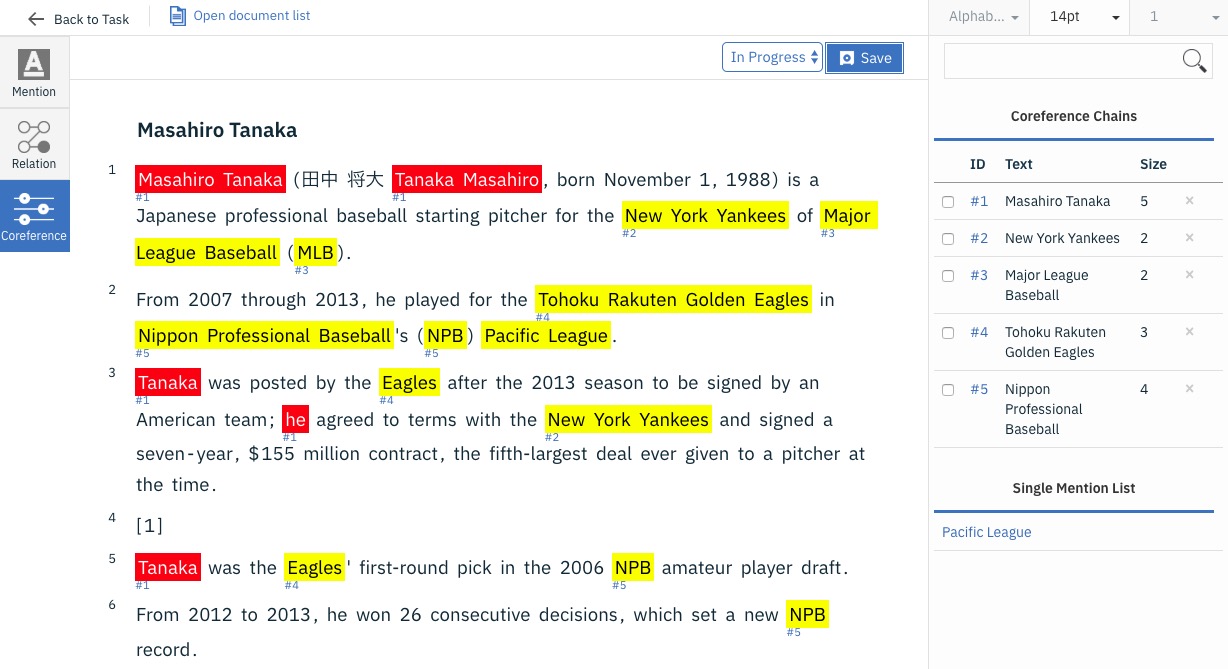 Back to Task
Open document list
Alphab...
14pt
1
In Progress
Save
Mention
Relation
Coreference
Masahiro Tanaka
1
Masahiro Tanaka (田中 将大 Tanaka Masahiro, born November 1, 1988) is a
#1 #1
Japanese professional baseball starting pitcher for the New York Yankees of Major
#2 #3
League Baseball (MLB).
#3
2
From 2007 through 2013, he played for the Tohoku Rakuten Golden Eagles in
#4
Nippon Professional Baseball's (NPB) Pacific League.
#5 #5
3
Tanaka was posted by the Eagles after the 2013 season to be signed by an
#1 #4
American team; he agreed to terms with the New York Yankees and signed a
#1 #2
seven-year, $155 million contract, the fifth-largest deal ever given to a pitcher at
the time.
4
[1]
5
Tanaka was the Eagles' first-round pick in the 2006 NPB amateur player draft.
#1 #4 #5
6
From 2012 to 2013, he won 26 consecutive decisions, which set a new NPB
#5
record.
Coreference Chains
ID Text Size
#1 Masahiro Tanaka 5 ×
#2 New York Yankees 2 ×
#3 Major League 2 ×
Baseball
#4 Tohoku Rakuten 3 ×
Golden Eagles
#5 Nippon 4 ×
Professional
Baseball
Single Mention List
Pacific League